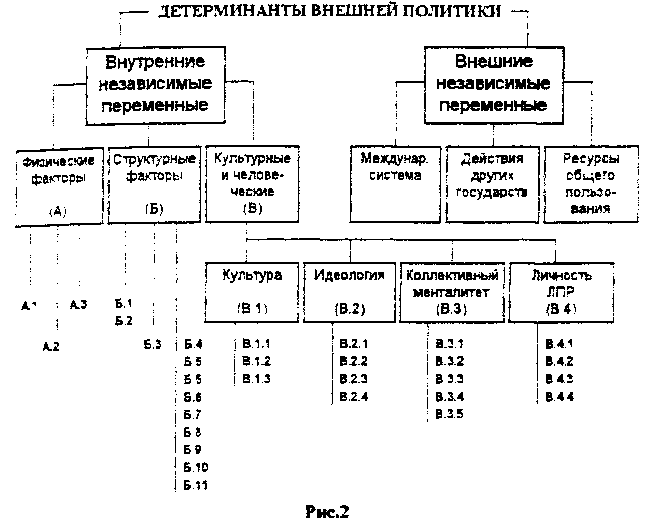 ДЕТЕРМИНАНТЫ ВНЕШНЕЙ ПОЛИТИКИ
Внутренние
независимые
переменные
Внешние
независимые
переменные
Физические
факторы
(А)
Структурные
факторы
(Б)
Культурные
и челове-
ческие
(В)
Междунар.
система
Действия
других
государств
Ресурсы
общего
пользо-
вания
Культура
(В.1)
Идеология
(В.2)
Коллективный
менталитет
(В.3)
Личность
ЛПР
(В.4)
А.1
А.2
А.3
Б.1
Б.2
Б.3
Б.4
Б.5
Б.5
Б.6
Б.7
Б.8
Б.9
Б.10
Б.11
В.1.1
В.1.2
В.1.3
В.2.1
В.2.2
В.2.3
В.2.4
В.3.1
В.3.2
В.3.3
В.3.4
В.3.5
В.4.1
В.4.2
В.4.3
В.4.4
Рис.2